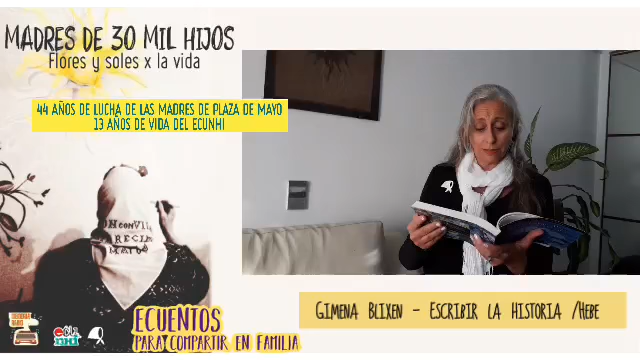 MADRES DE 30 MIL HIJOS
Flores y soles x la vida
44 AÑOS DE LUCHA DE LAS MADRES DE PLAZA DE MAYO
13 AÑOS DE VIDA DEL ECUNHI
ECUENTOS
PARA COMPARTIR EN FAMILIA
GIMENA BLIXEN - ESCRIBIR LA HISTORIA /HEBE